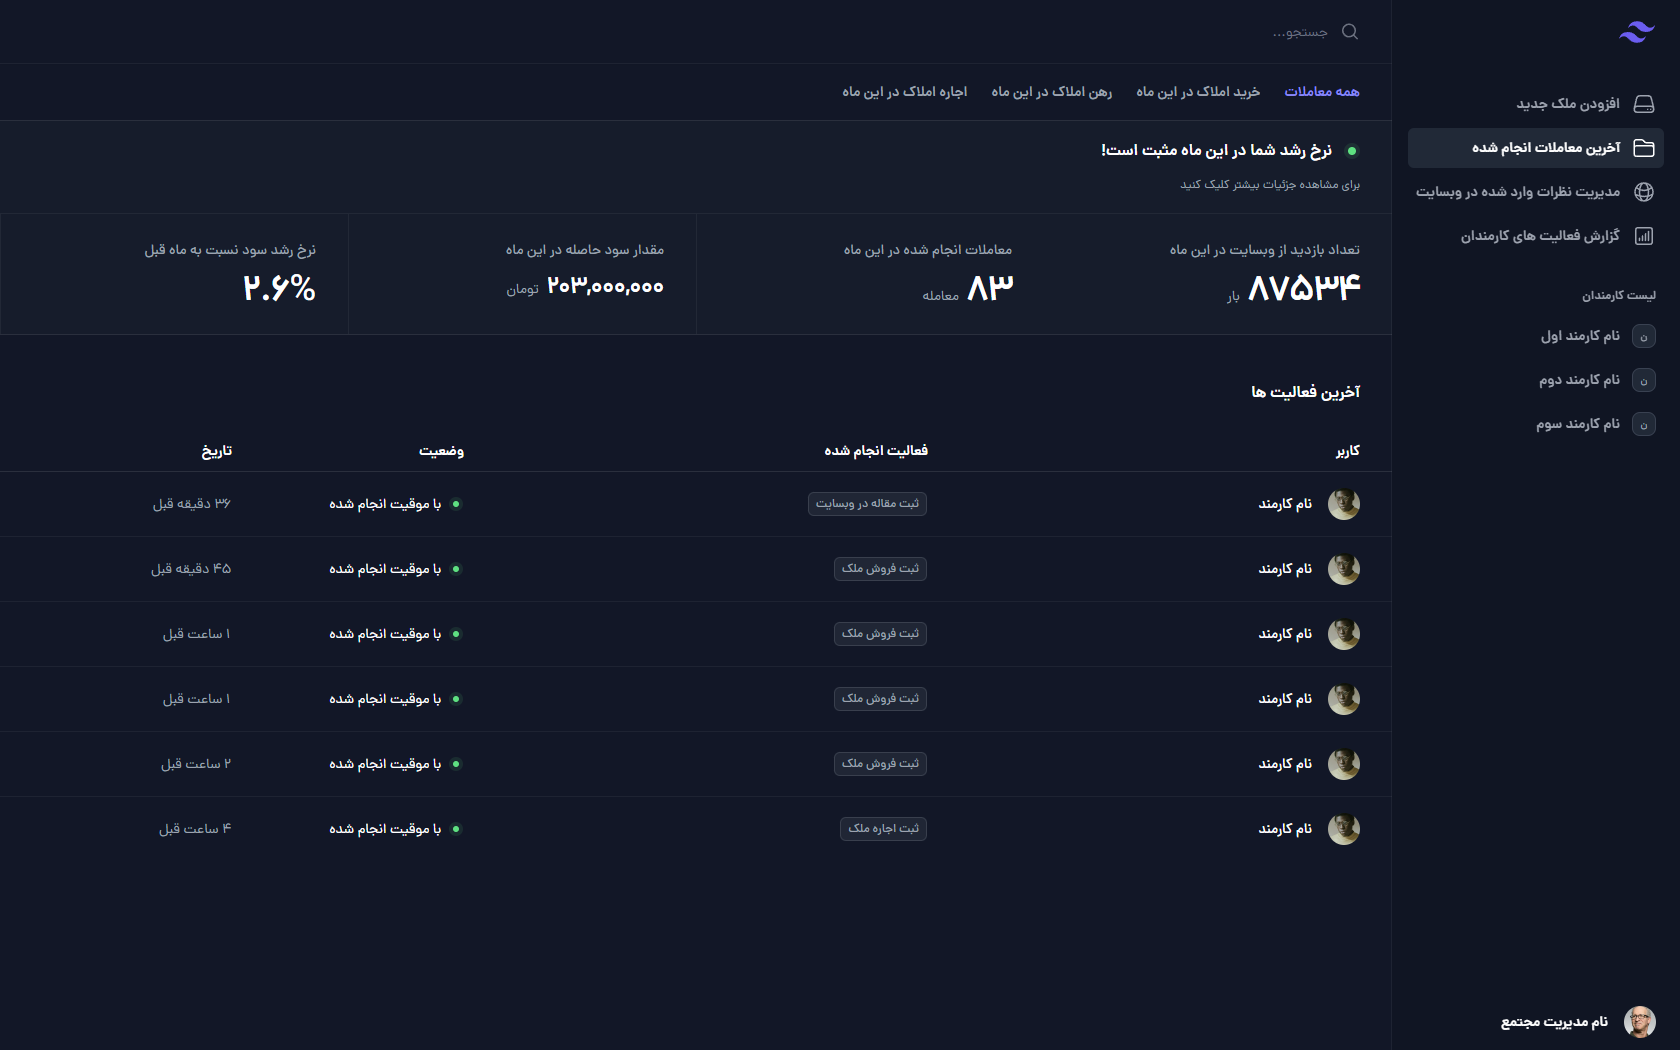 افزودن ملک جدید
آخرین معاملات انجام شده
مدیریت نظرات وارد شده در وبسایت
گزارش فعالیت های کارمندان
لیست کارمندان
ن نام کارمند اول
ن نام کارمند دوم
ن نام کارمند سوم
نام مدیریت مجتمع
جستجو...
همه معاملات خرید املاک در این ماه رهن املاک در این ماه اجاره املاک در این ماه
نرخ رشد شما در این ماه مثبت است!
برای مشاهده جزئیات بیشتر کلیک کنید
تعداد بازدید از وبسایت در این ماه
۸۷۵۳۴ بار
معاملات انجام شده در این ماه
۸۳ معامله
مقدار سود حاصله در این ماه
۲۰۳,۰۰۰,۰۰۰ تومان
نرخ رشد سود نسبت به ماه قبل
۲.۶%
آخرین فعالیت ها
کاربر فعالیت انجام شده وضعیت تاریخ
نام کارمند ثبت مقاله در وبسایت با موقیت انجام شده ۳۶ دقیقه قبل
نام کارمند ثبت فروش ملک با موقیت انجام شده ۴۵ دقیقه قبل
نام کارمند ثبت فروش ملک با موقیت انجام شده ۱ ساعت قبل
نام کارمند ثبت فروش ملک با موقیت انجام شده ۱ ساعت قبل
نام کارمند ثبت فروش ملک با موقیت انجام شده ۲ ساعت قبل
نام کارمند ثبت اجاره ملک با موقیت انجام شده ۴ ساعت قبل